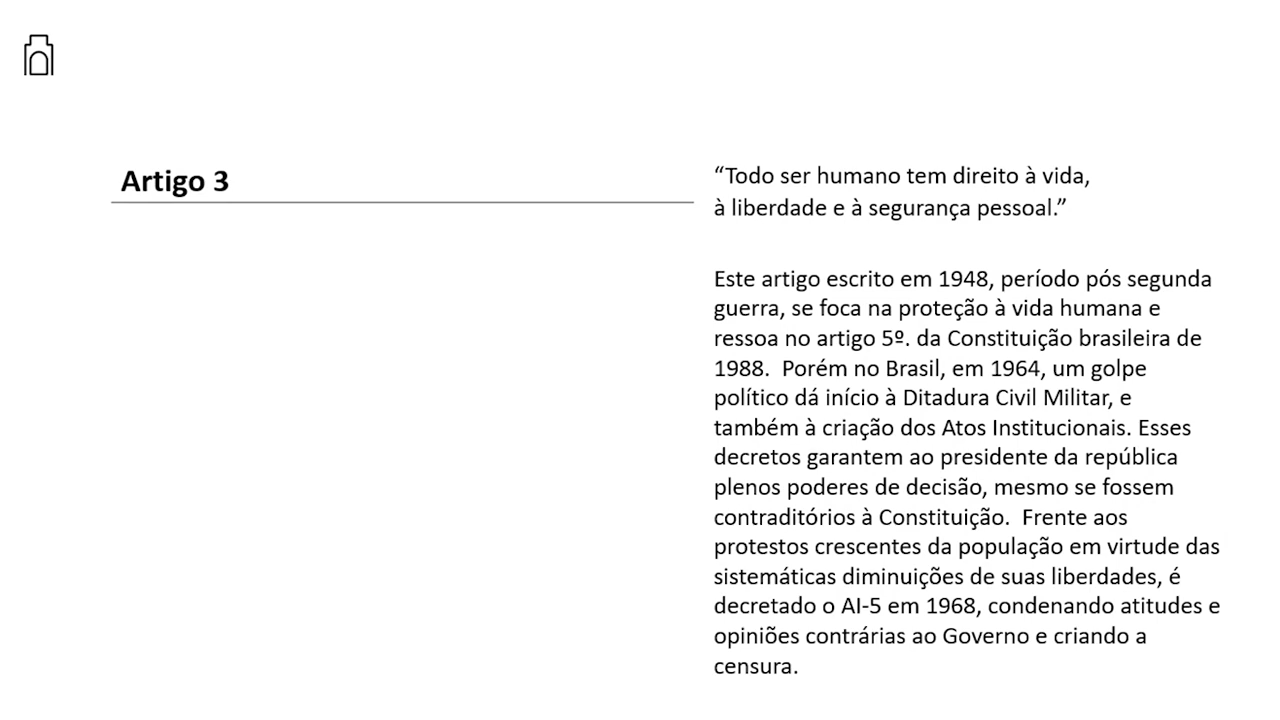 Artigo 3
“Todo ser humano tem direito à vida,
à liberdade e à segurança pessoal.”
Este artigo escrito em 1948, período pós segunda
guerra, se foca na proteção à vida humana e
ressoa no artigo 5º. da Constituição brasileira de
1988.  Porém no Brasil, em 1964, um golpe
político dá início à Ditadura Civil Militar, e
também à criação dos Atos Institucionais. Esses
decretos garantem ao presidente da república
plenos poderes de decisão, mesmo se fossem
contraditórios à Constituição.  Frente aos
protestos crescentes da população em virtude das
sistemáticas diminuições de suas liberdades, é
decretado o AI-5 em 1968, condenando atitudes e
opiniões contrárias ao Governo e criando a
censura.